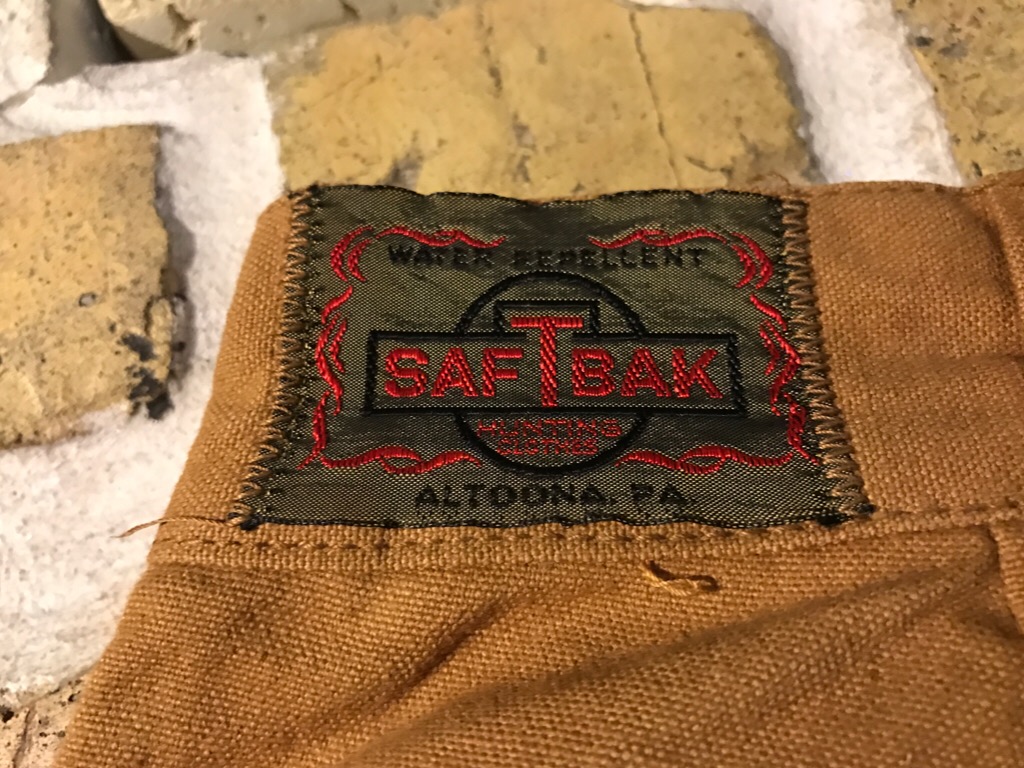 WATER REPELLENT
SAFTBAK
HUNTING
CLOTHES
ALTOONA, PA.